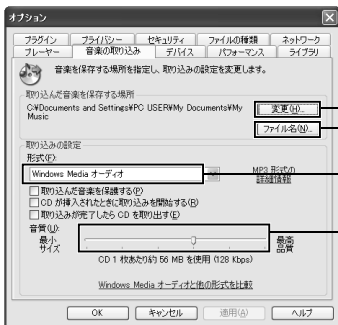 オプション
プラグイン プライバシー セキュリティ ファイルの種類 ネットワーク
プレーヤー 音楽の取り込み デバイス パフォーマンス ライブラリ
音楽を保存する場所を指定し、取り込みの設定を変更します。
取り込んだ音楽を保存する場所
C:¥Documents and Settings¥PC USER¥My Documents¥My Music
変更(H)...
ファイル名(N)...
取り込みの設定
形式(F):
Windows Media オーディオ
MP3 形式の詳細情報
取り込んだ音楽を保護する(P)
CD が挿入されたときに取り込みを開始する(R)
取り込みが完了したら CD を取り出す(E)
音質(U):
最小サイズ
最高品質
CD 1 枚あたり約 56 MB を使用 (128 Kbps)
Windows Media オーディオと他の形式を比較
OK キャンセル 適用(A) ヘルプ